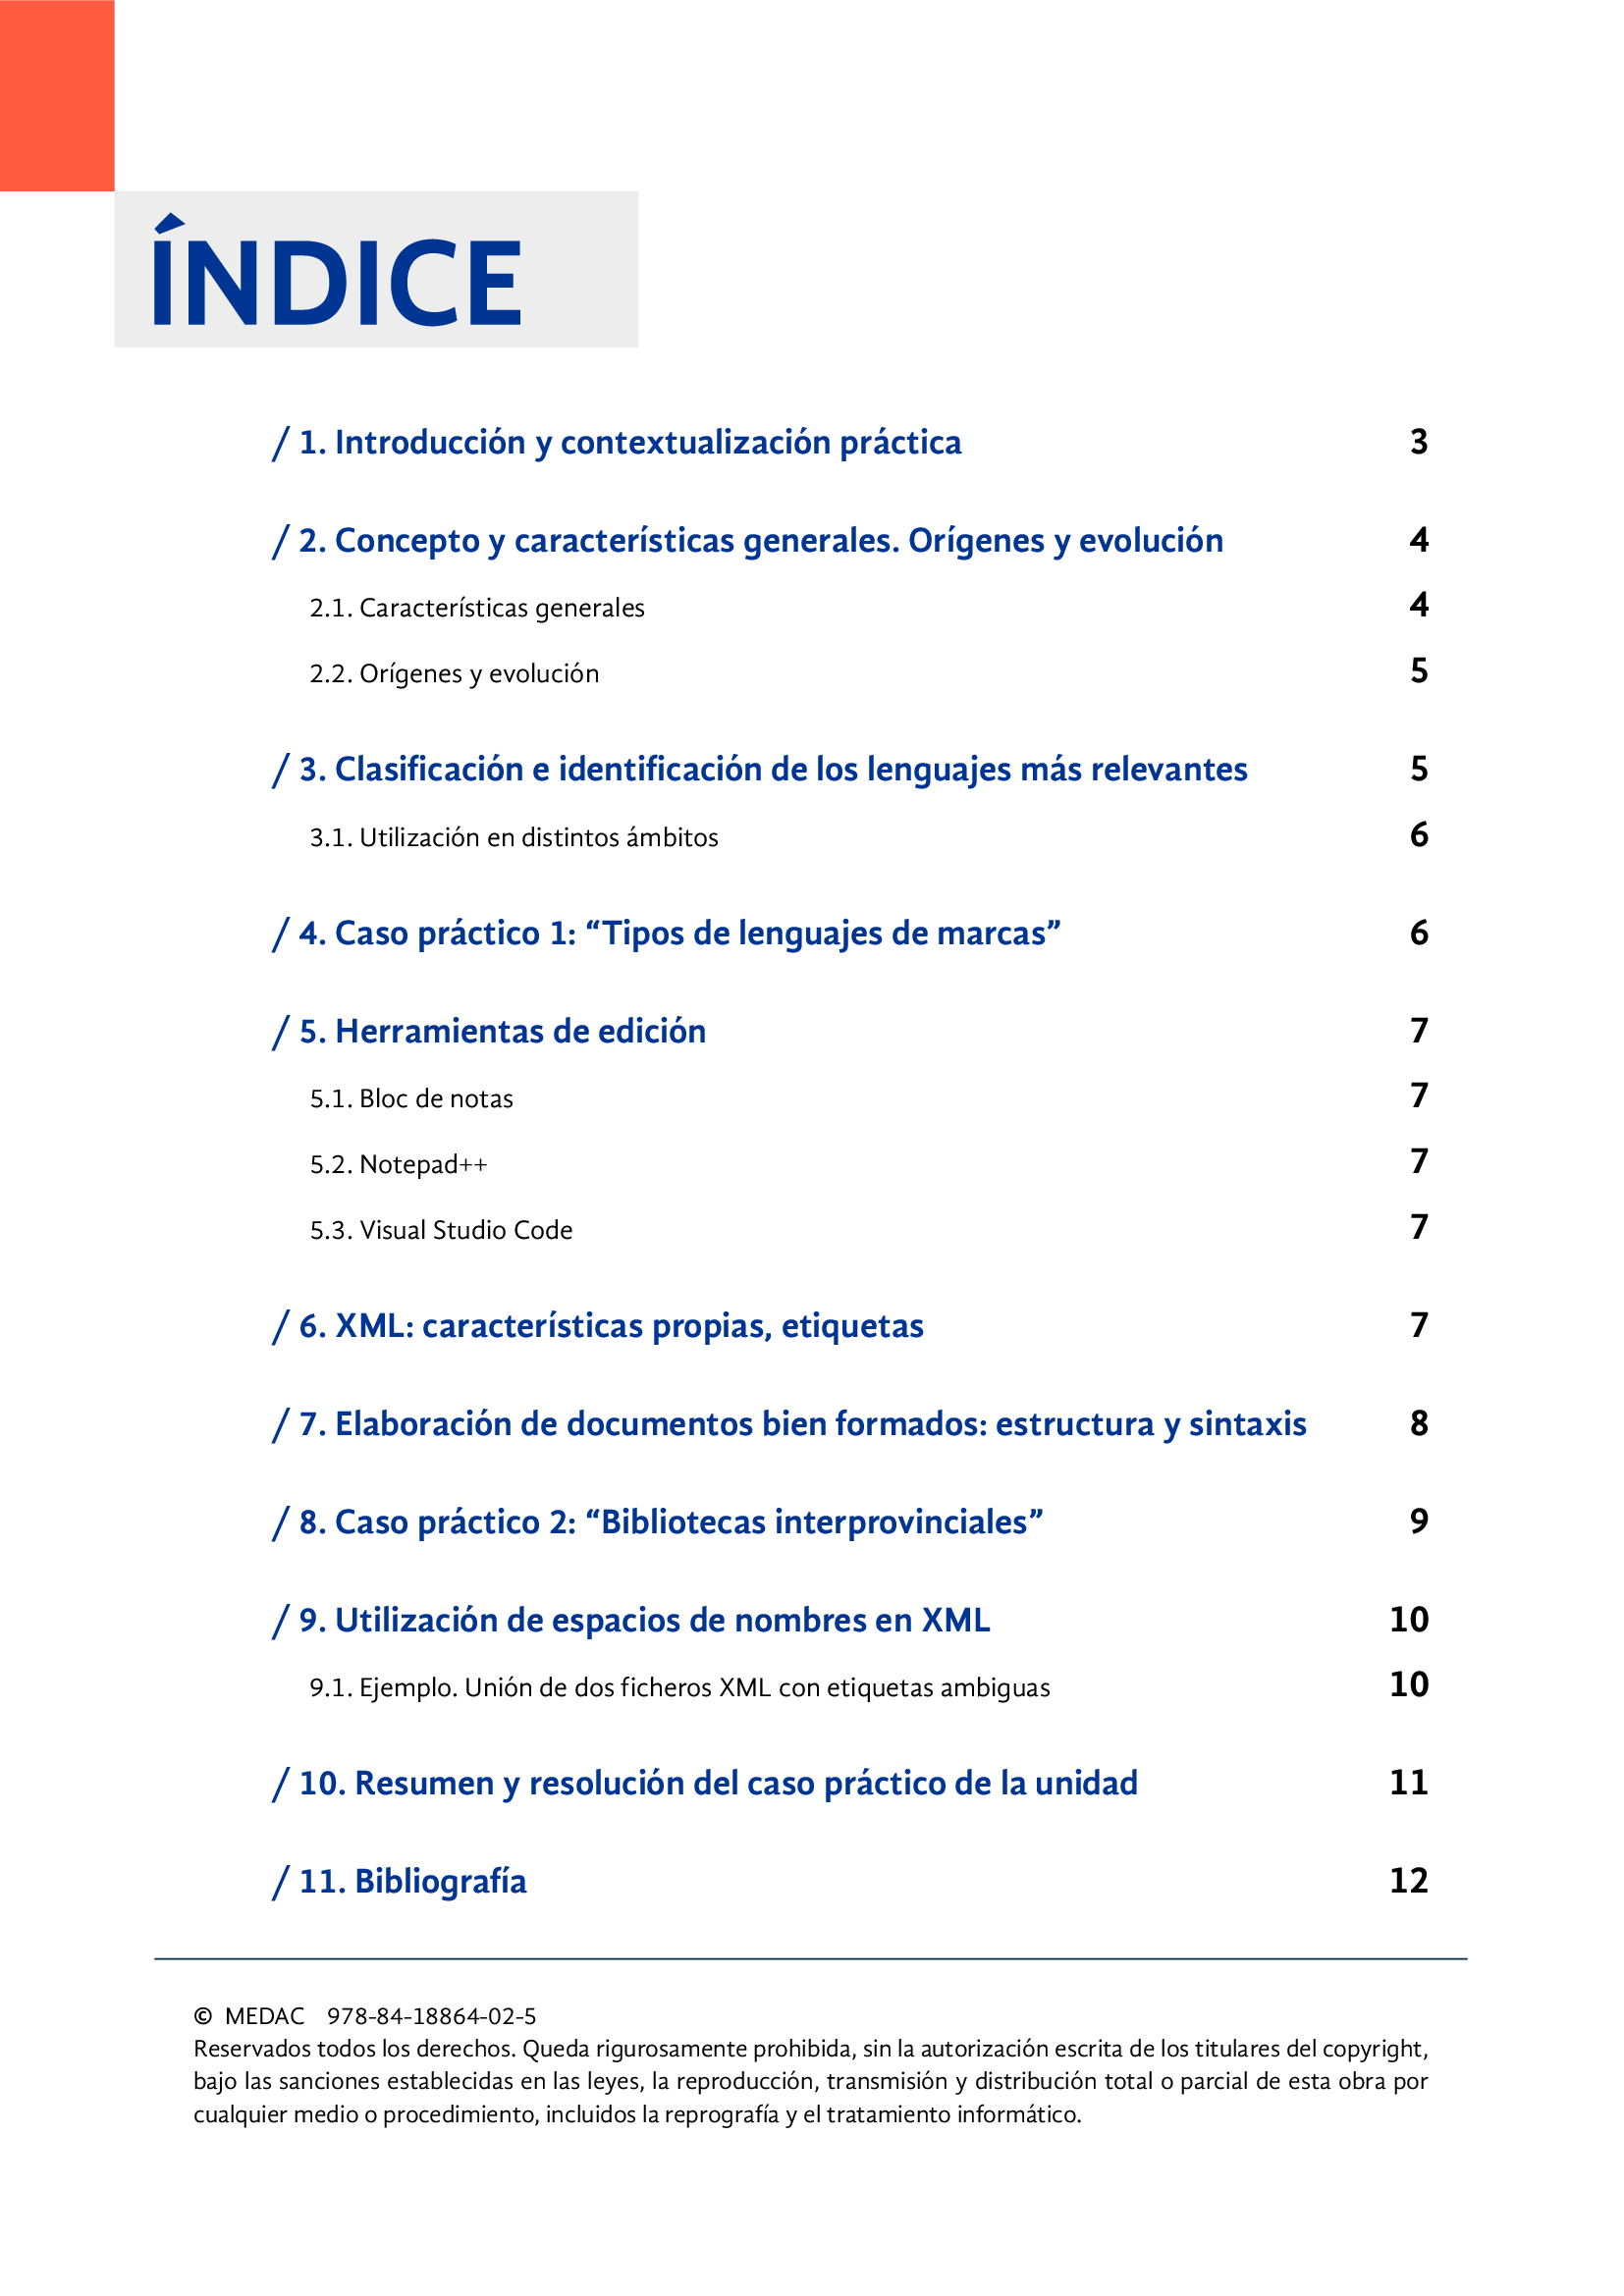 ÍNDICE
/ 1. Introducción y contextualización práctica 3
/ 2. Concepto y características generales. Orígenes y evolución 4
2.1. Características generales 4
2.2. Orígenes y evolución 5
/ 3. Clasificación e identificación de los lenguajes más relevantes 5
3.1. Utilización en distintos ámbitos 6
/ 4. Caso práctico 1: “Tipos de lenguajes de marcas” 6
/ 5. Herramientas de edición 7
5.1. Bloc de notas 7
5.2. Notepad++ 7
5.3. Visual Studio Code 7
/ 6. XML: características propias, etiquetas 7
/ 7. Elaboración de documentos bien formados: estructura y sintaxis 8
/ 8. Caso práctico 2: “Bibliotecas interprovinciales” 9
/ 9. Utilización de espacios de nombres en XML 10
9.1. Ejemplo. Unión de dos ficheros XML con etiquetas ambiguas 10
/ 10. Resumen y resolución del caso práctico de la unidad 11
/ 11. Bibliografía 12
© MEDAC 978-84-18864-02-5
Reservados todos los derechos. Queda rigurosamente prohibida, sin la autorización escrita de los titulares del copyright,
bajo las sanciones establecidas en las leyes, la reproducción, transmisión y distribución total o parcial de esta obra por
cualquier medio o procedimiento, incluidos la reprografía y el tratamiento informático.